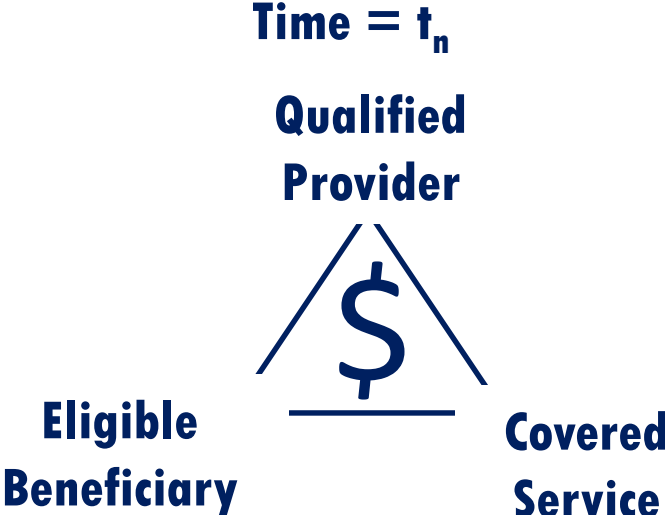 Time = tn
Qualified
Provider
$
Eligible
Beneficiary
Covered
Service